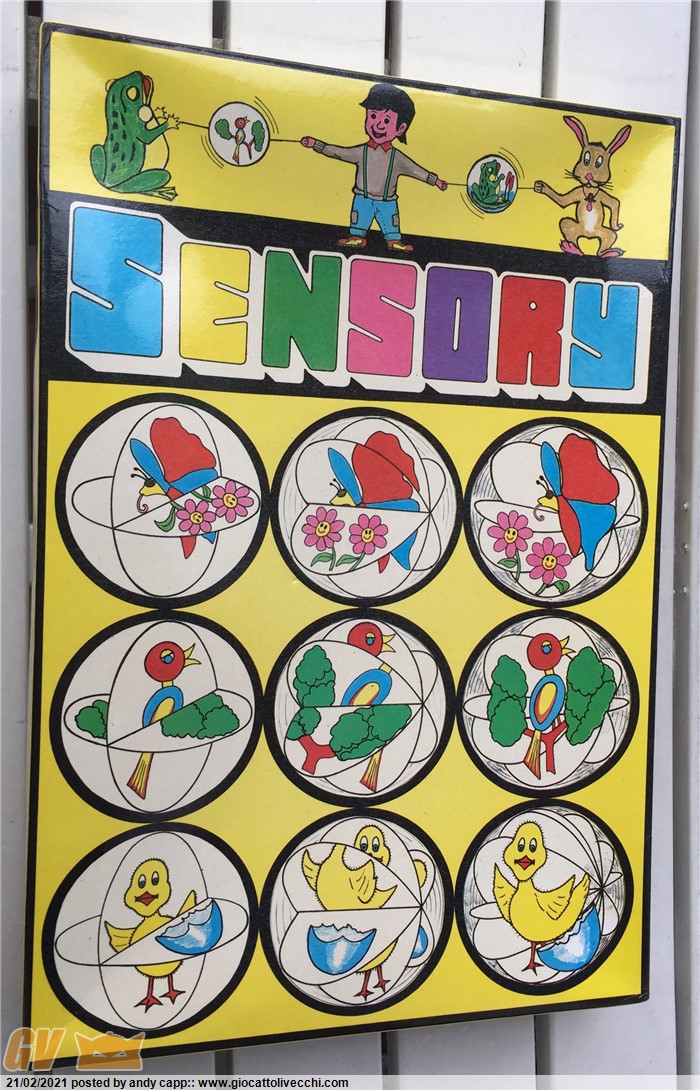 SENSORY
GV
21/02/2021 posted by andy capp:: www.giocattolivecchi.com